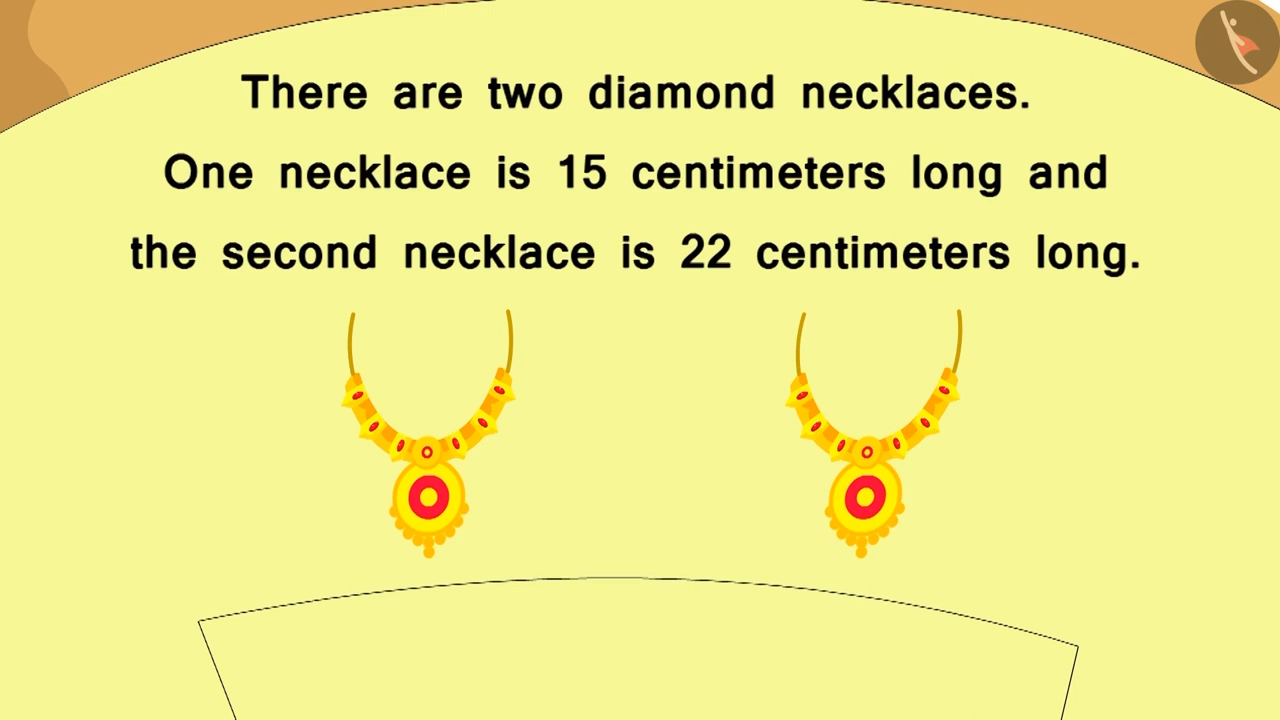 There are two diamond necklaces.
One necklace is 15 centimeters long and
the second necklace is 22 centimeters long.